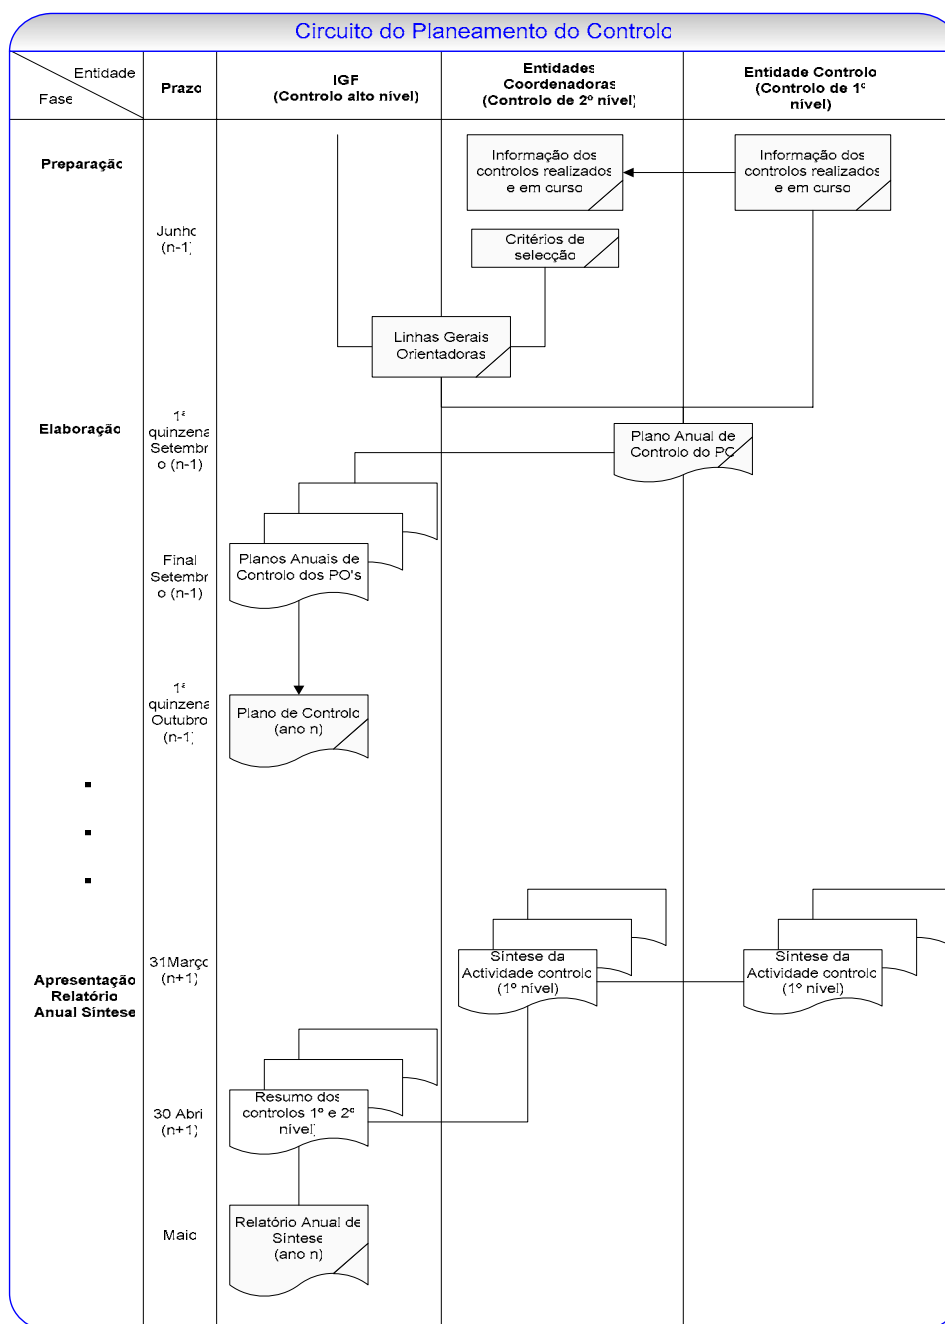 Circuito do Planeamento do Controlo
Entidade
Fase
Prazo
IGF
(Controlo alto nível)
Entidades
Coordenadoras
(Controlo de 2º nível)
Entidade Controlo
(Controlo de 1º
nível)
Preparação
Junho
(n-1)
Informação dos
controlos realizados
e em curso
Informação dos
controlos realizados
e em curso
Critérios de
selecção
Linhas Gerais
Orientadoras
Elaboração
1ª
quinzena
Setembr
o (n-1)
Plano Anual de
Controlo do PO
Final
Setembr
o (n-1)
Planos Anuais de
Controlo dos PO's
1ª
quinzena
Outubro
(n-1)
Plano de Controlo
(ano n)
Apresentação
Relatório
Anual Síntese
31Março
(n+1)
Síntese da
Actividade controlo
(1º nível)
Síntese da
Actividade controlo
(1º nível)
30 Abril
(n+1)
Resumo dos
controlos 1º e 2º
nível)
Maio
Relatório Anual de
Síntese
(ano n)